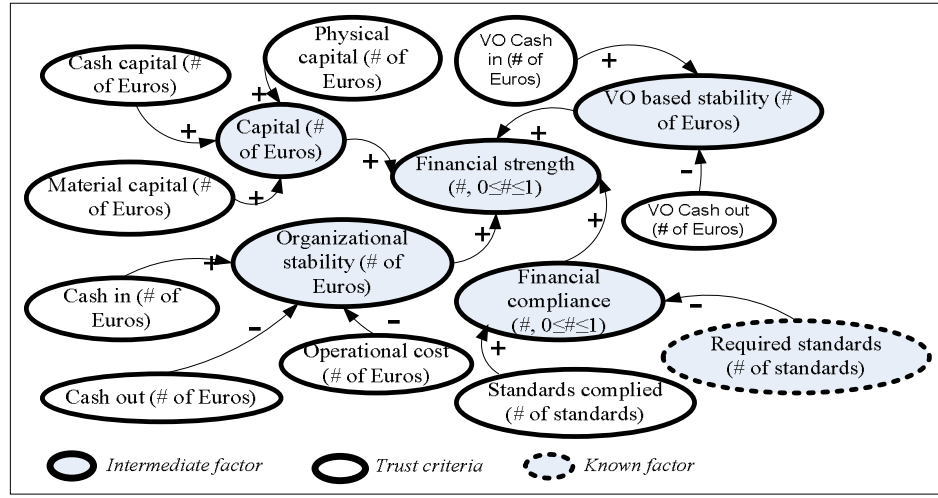 Cash capital (#
of Euros)
Physical
capital (# of
Euros)
VO Cash
in (# of
Euros)
+
VO based stability (#
of Euros)
+
Capital (#
of Euros)
+
+
+
Financial strength
(#, 0≤#≤1)
Material capital (#
of Euros)
+
-
VO Cash out
(# of Euros)
Organizational
stability (# of
Euros)
+
+
+
Financial
compliance
(#, 0≤#≤1)
Cash in (# of
Euros)
-
-
-
Required standards
(# of standards)
Operational cost
(# of Euros)
+
Cash out (# of Euros)
Standards complied
(# of standards)
Intermediate factor
Trust criteria
Known factor